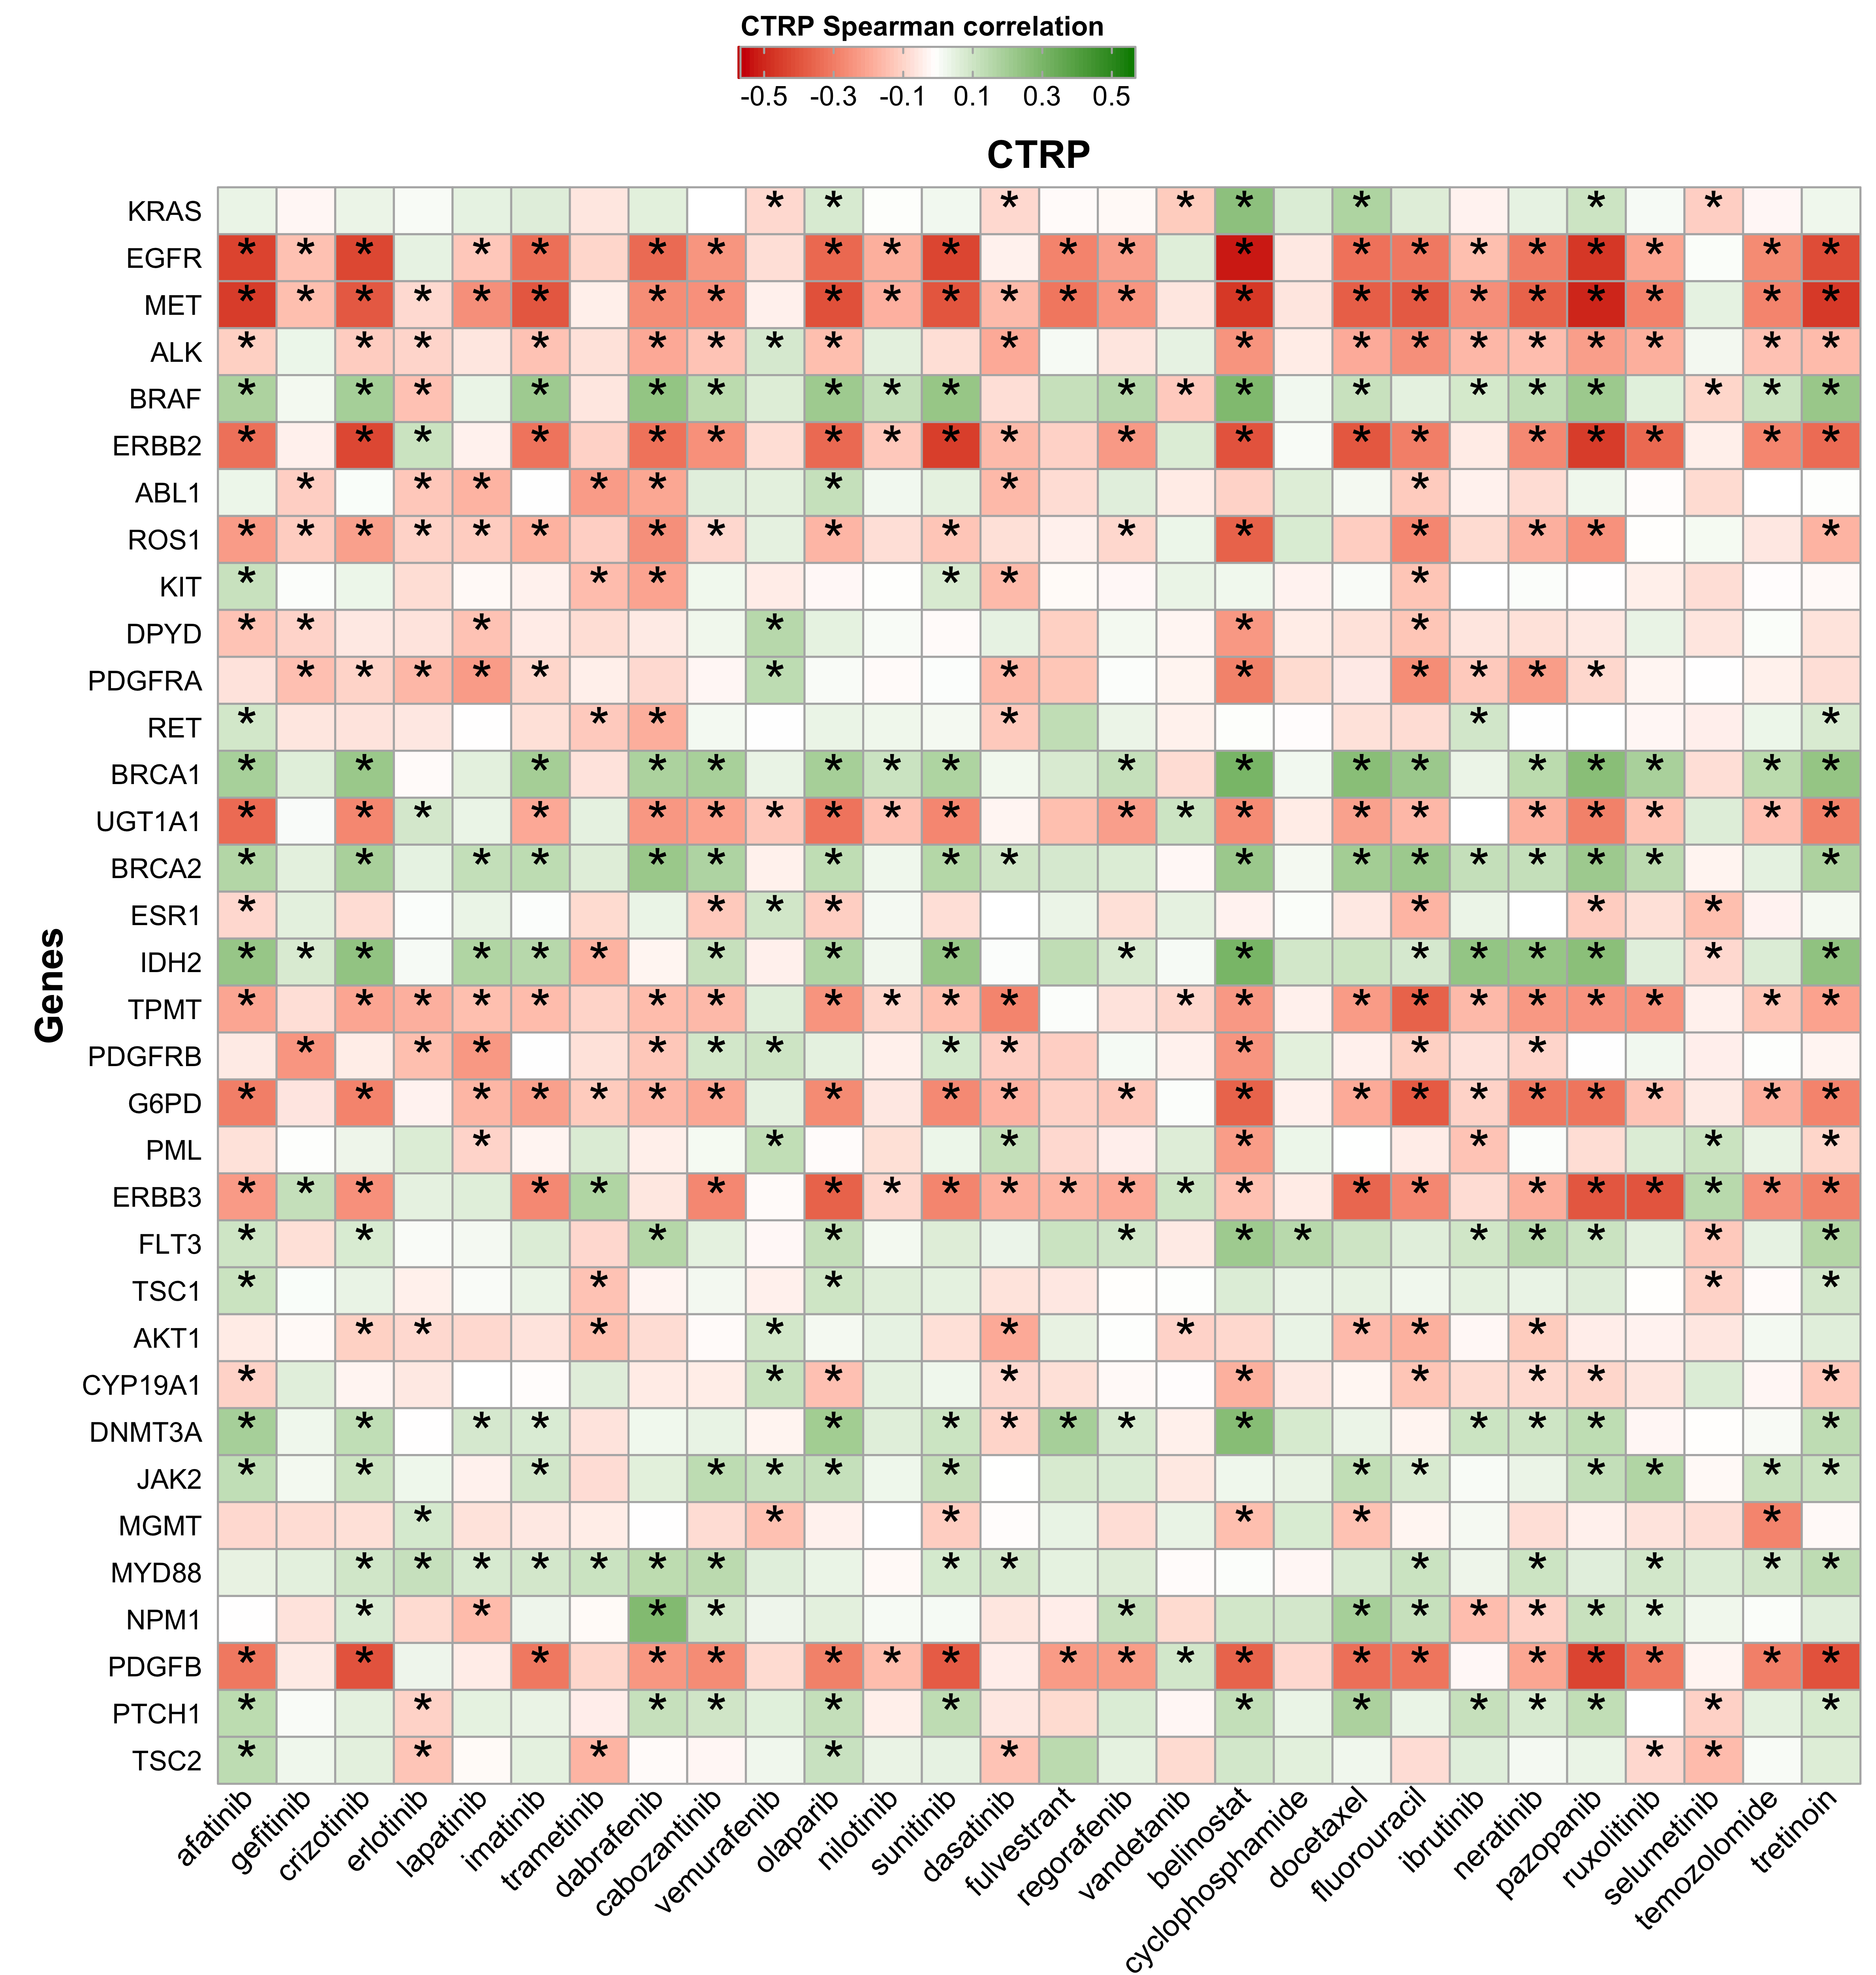 CTRP Spearman correlation
-0.5 -0.3 -0.1 0.1 0.3 0.5
CTRP
Genes
KRAS
EGFR
MET
ALK
BRAF
ERBB2
ABL1
ROS1
KIT
DPYD
PDGFRA
RET
BRCA1
UGT1A1
BRCA2
ESR1
IDH2
TPMT
PDGFRB
G6PD
PML
ERBB3
FLT3
TSC1
AKT1
CYP19A1
DNMT3A
JAK2
MGMT
MYD88
NPM1
PDGFB
PTCH1
TSC2
afatinib
gefitinib
crizotinib
erlotinib
lapatinib
imatinib
trametinib
dabrafenib
cabozantinib
vemurafenib
olaparib
nilotinib
sunitinib
dasatinib
fulvestrant
regorafenib
vandetanib
belinostat
cyclophosphamide
docetaxel
fluorouracil
ibrutinib
neratinib
pazopanib
ruxolitinib
selumetinib
temozolomide
tretinoin